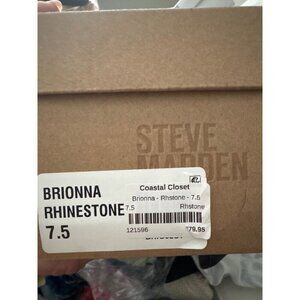 STEVE
MADDEN
BRIONNA
RHINESTONE
7.5
Coastal Closet
Brionna - Rhstone - 7.5
7.5
Rhstone
121596
$79.95